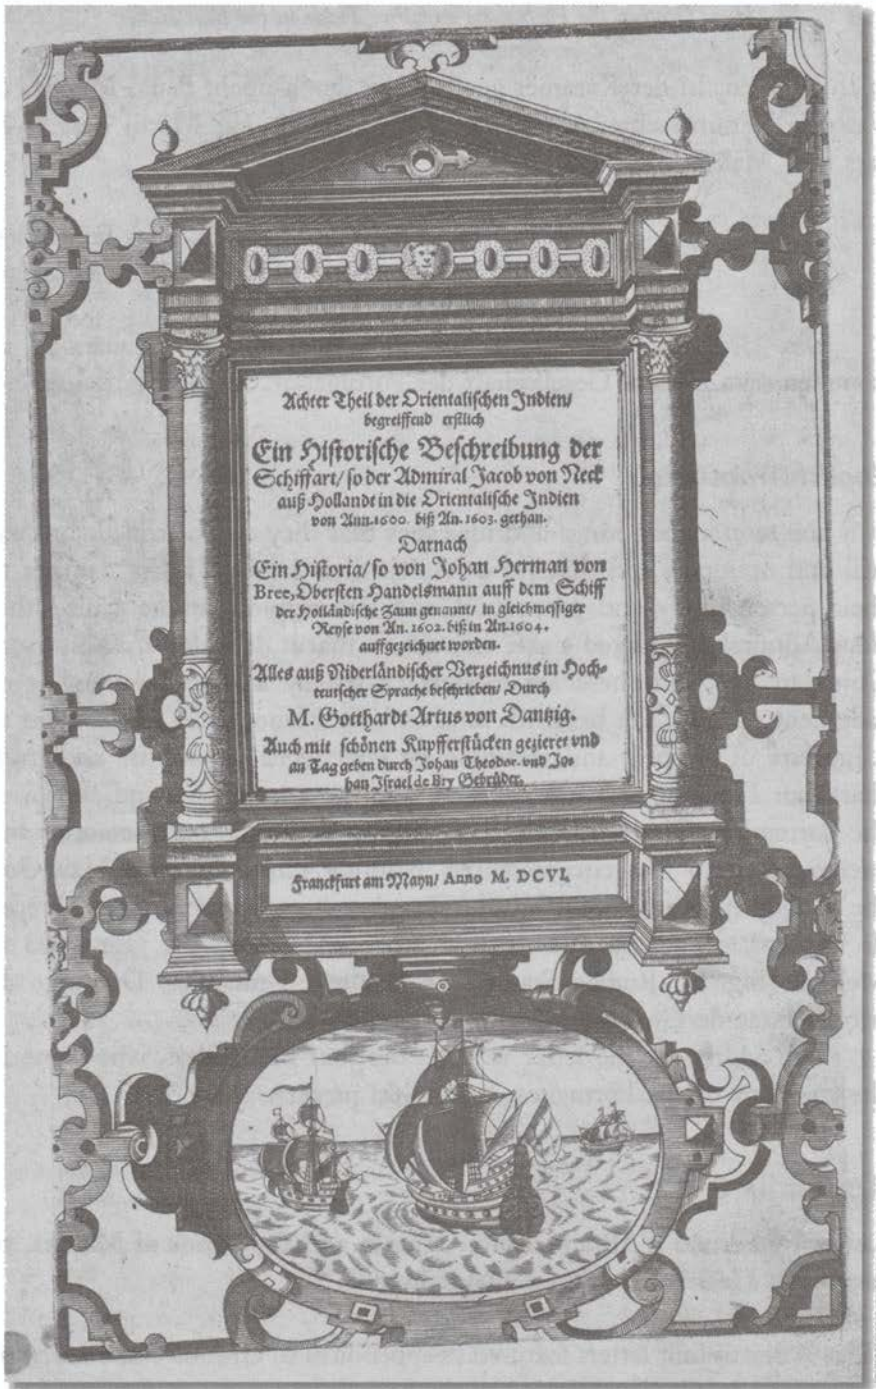 Achter Theil der Orientalischen Indien/
begreiffend erstlich
Ein Historische Beschreibung der
Schiffart/ so der Admiral Jacob von Neck
auß Hollandt in die Orientalische Indien
von Ann.1600. biß An.1603. gethan.
Darnach
Ein Historia/ so von Johan Herman von
Bree, Obersten Handelsmann auff dem Schiff
der Holländische Zaun genannt/ in gleichmessiger
Reyse von An.1602. biß in An.1604.
auffgezeichnet worden.
Alles auß Niderländischer Verzeichnus in Hoch-
teutscher Sprache beschrieben/ Durch
M. Gotthardt Artus von Dantzig.
Auch mit schönen Kupfferstücken gezieret vnd
an Tag geben durch Johan Theodor. vnd Jo-
han Israel de Bry Gebrüder.
Franckfurt am Mayn/ Anno M. DCVI.